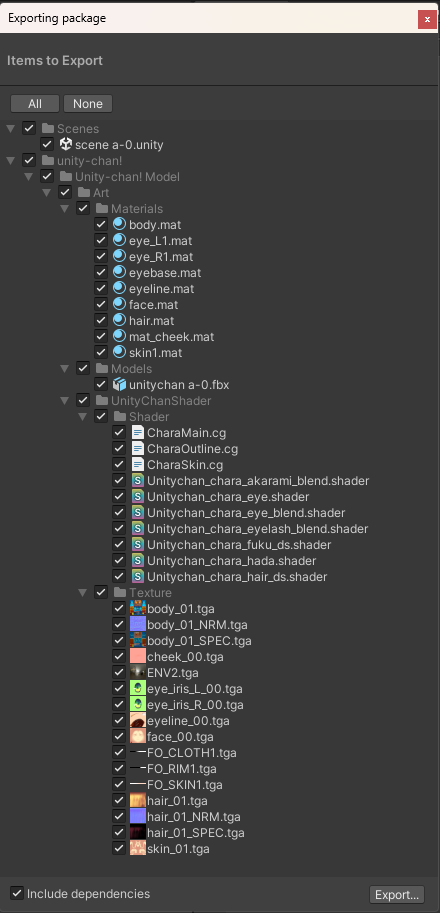 Exporting package
x
Items to Export
All
None
Scenes
scene a-0.unity
unity-chan!
Unity-chan! Model
Art
Materials
body.mat
eye_L1.mat
eye_R1.mat
eyebase.mat
eyeline.mat
face.mat
hair.mat
mat_cheek.mat
skin1.mat
Models
unitychan a-0.fbx
UnityChanShader
Shader
CharaMain.cg
CharaOutline.cg
CharaSkin.cg
Unitychan_chara_akarami_blend.shader
Unitychan_chara_eye.shader
Unitychan_chara_eye_blend.shader
Unitychan_chara_eyelash_blend.shader
Unitychan_chara_fuku_ds.shader
Unitychan_chara_hada.shader
Unitychan_chara_hair_ds.shader
Texture
body_01.tga
body_01_NRM.tga
body_01_SPEC.tga
cheek_00.tga
ENV2.tga
eye_iris_L_00.tga
eye_iris_R_00.tga
eyeline_00.tga
face_00.tga
FO_CLOTH1.tga
FO_RIM1.tga
FO_SKIN1.tga
hair_01.tga
hair_01_NRM.tga
hair_01_SPEC.tga
skin_01.tga
Include dependencies
Export...